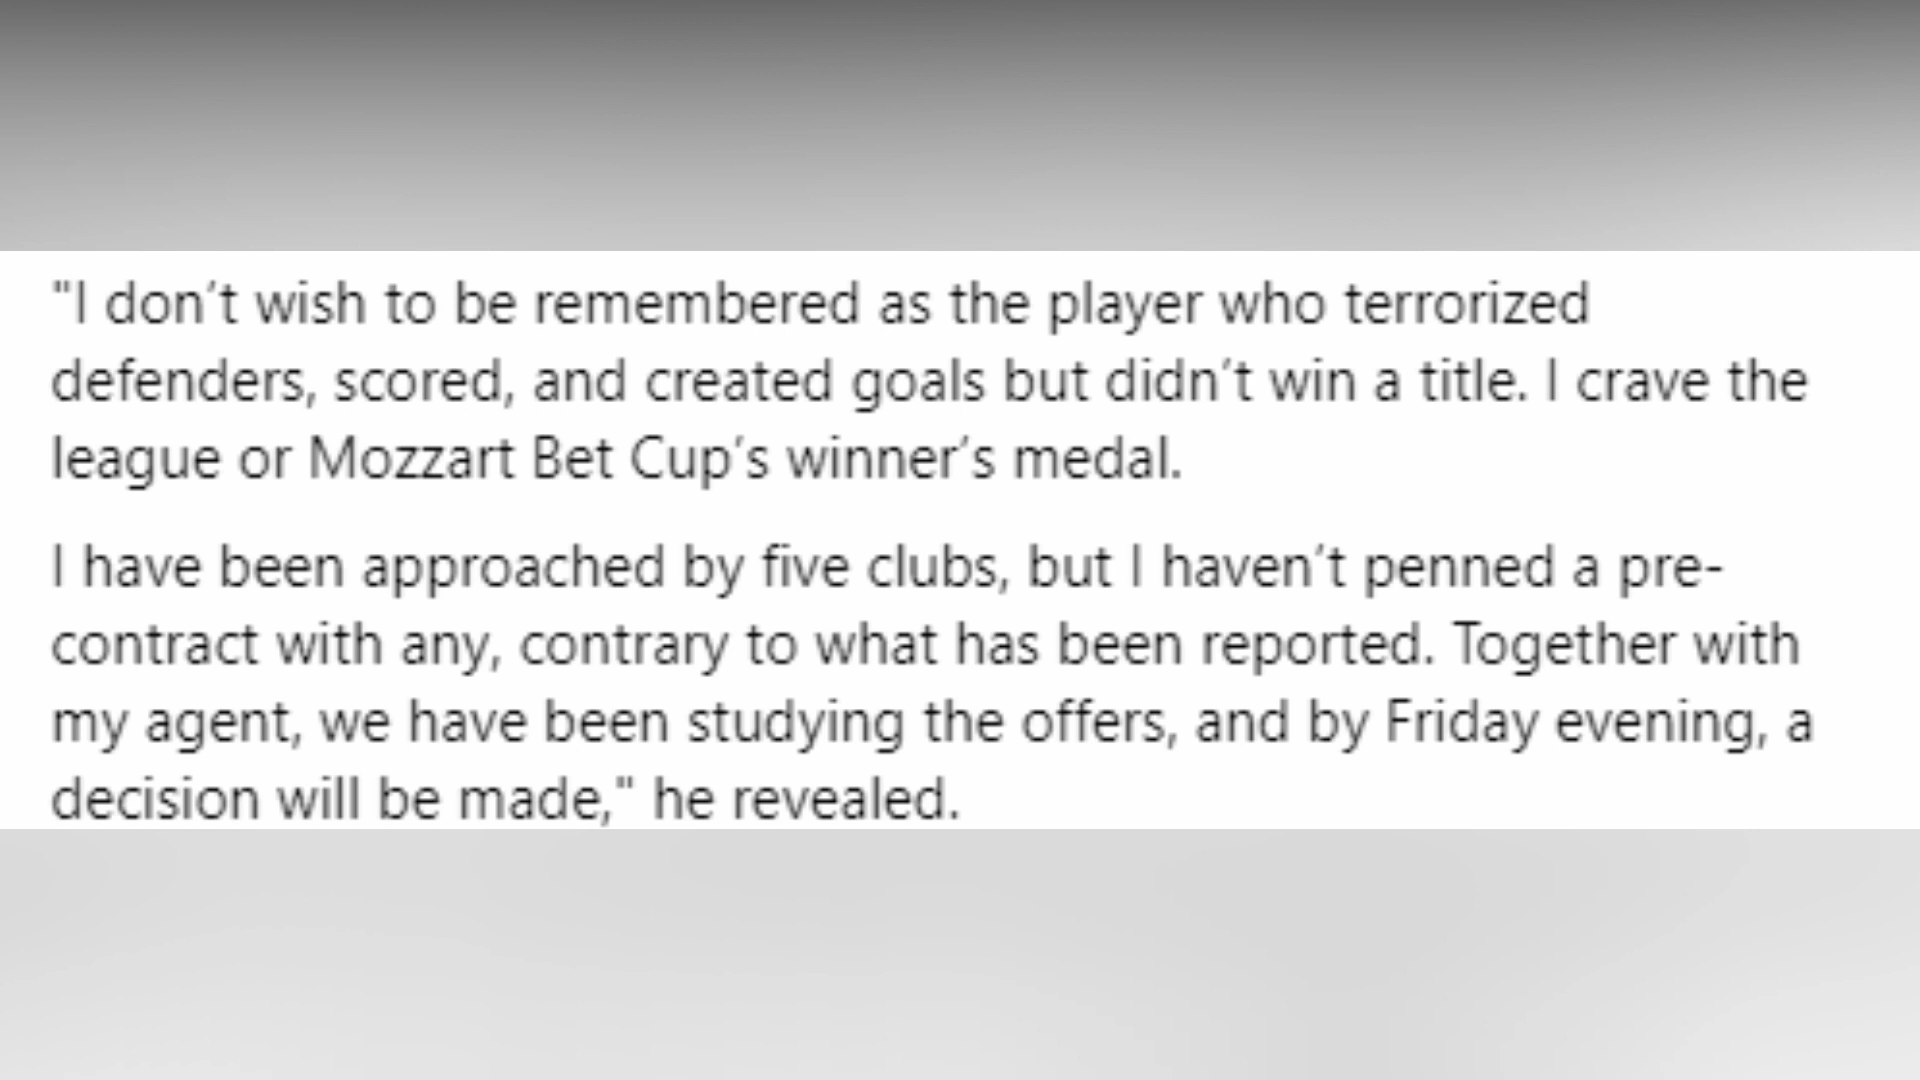 "I don’t wish to be remembered as the player who terrorized
defenders, scored, and created goals but didn’t win a title. I crave the
league or Mozzart Bet Cup’s winner’s medal.
I have been approached by five clubs, but I haven’t penned a pre-
contract with any, contrary to what has been reported. Together with
my agent, we have been studying the offers, and by Friday evening, a
decision will be made," he revealed.